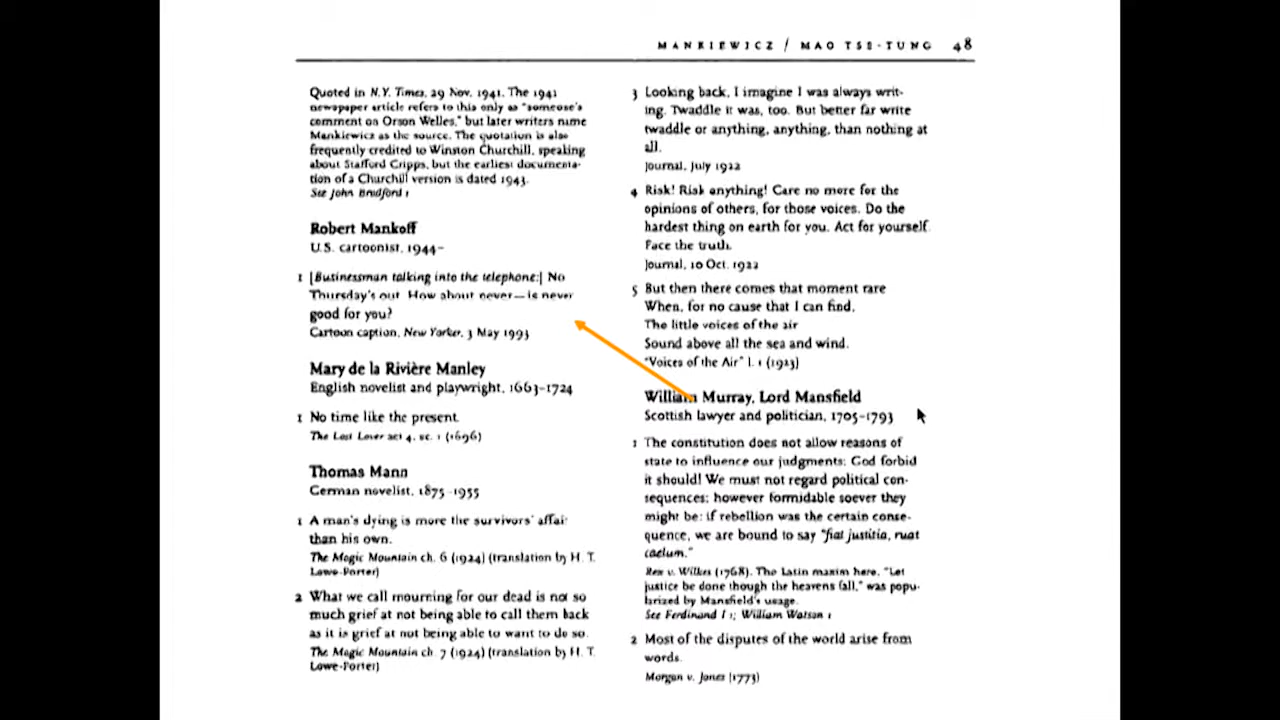 MANKIEWICZ / MAO TSE-TUNG 48
Quoted in N.Y. Times, 29 Nov. 1941. The 1941
newspaper article refers to this only as "someone's
comment on Orson Welles," but later writers name
Mankiewicz as the source. The quotation is also
frequently credited to Winston Churchill, speaking
about Stafford Cripps, but the earliest documenta-
tion of a Churchill version is dated 1943.
See John Bradford 1
Robert Mankoff
U.S. cartoonist, 1944–
1 [Businessman talking into the telephone:] No
Thursday's out. How about never—is never
good for you?
Cartoon caption, New Yorker, 3 May 1993
Mary de la Rivière Manley
English novelist and playwright, 1663–1724
1 No time like the present.
The Lost Lover act 4, sc. 1 (1696)
Thomas Mann
German novelist, 1875–1955
1 A man's dying is more the survivors' affair
than his own.
The Magic Mountain ch. 6 (1924) (translation by H. T.
Lowe-Porter)
2 What we call mourning for our dead is not so
much grief at not being able to call them back
as it is grief at not being able to want to do so.
The Magic Mountain ch. 7 (1924) (translation by H. T.
Lowe-Porter)
3 Looking back, I imagine I was always writ-
ing. Twaddle it was, too. But better far write
twaddle or anything, anything, than nothing at
all.
Journal, July 1922
4 Risk! Risk anything! Care no more for the
opinions of others, for those voices. Do the
hardest thing on earth for you. Act for yourself.
Face the truth.
Journal, 10 Oct. 1922
5 But then there comes that moment rare
When, for no cause that I can find,
The little voices of the air
Sound above all the sea and wind.
"Voices of the Air" l. 1 (1923)
William Murray, Lord Mansfield
Scottish lawyer and politician, 1705–1793
1 The constitution does not allow reasons of
state to influence our judgments: God forbid
it should! We must not regard political con-
sequences; however formidable soever they
might be: if rebellion was the certain conse-
quence, we are bound to say "fiat justitia, ruat
caelum."
Rex v. Wilkes (1768). The Latin maxim here, "Let
justice be done though the heavens fall," was popu-
larized by Mansfield's usage.
See Ferdinand I 1; William Watson 1
2 Most of the disputes of the world arise from
words.
Morgan v. Jones (1773)